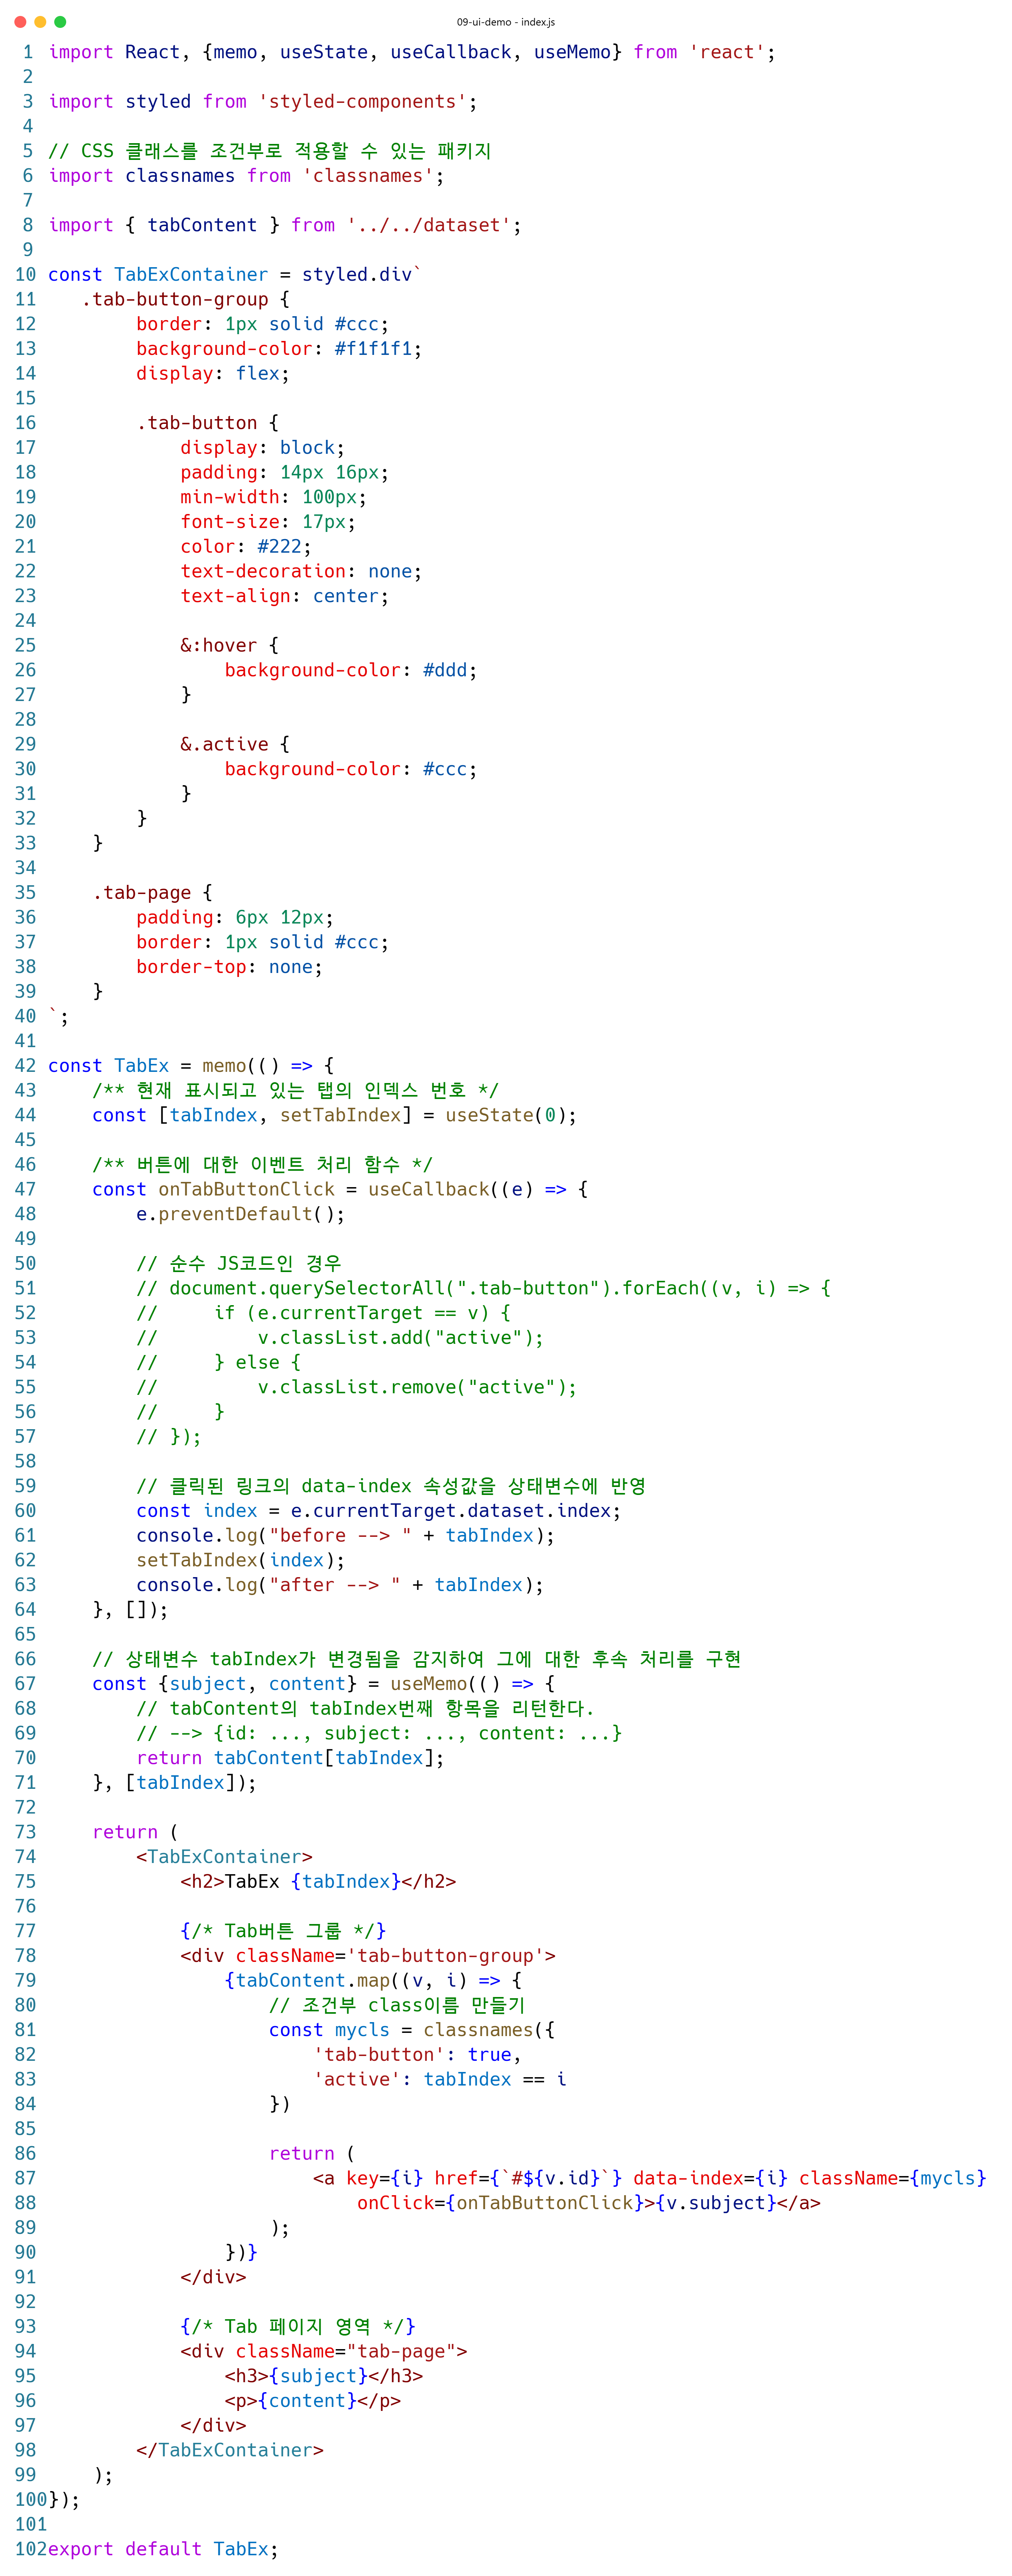 09-ui-demo - index.js
1 import React, {memo, useState, useCallback, useMemo} from 'react';
2
3 import styled from 'styled-components';
4
5 // CSS 클래스를 조건부로 적용할 수 있는 패키지
6 import classnames from 'classnames';
7
8 import { tabContent } from '../../dataset';
9
10 const TabExContainer = styled.div`
11    .tab-button-group {
12         border: 1px solid #ccc;
13         background-color: #f1f1f1;
14         display: flex;
15
16         .tab-button {
17             display: block;
18             padding: 14px 16px;
19             min-width: 100px;
20             font-size: 17px;
21             color: #222;
22             text-decoration: none;
23             text-align: center;
24
25             &:hover {
26                 background-color: #ddd;
27             }
28
29             &.active {
30                 background-color: #ccc;
31             }
32         }
33     }
34
35     .tab-page {
36         padding: 6px 12px;
37         border: 1px solid #ccc;
38         border-top: none;
39     }
40 `;
41
42 const TabEx = memo(() => {
43     /** 현재 표시되고 있는 탭의 인덱스 번호 */
44     const [tabIndex, setTabIndex] = useState(0);
45
46     /** 버튼에 대한 이벤트 처리 함수 */
47     const onTabButtonClick = useCallback((e) => {
48         e.preventDefault();
49
50         // 순수 JS코드인 경우
51         // document.querySelectorAll(".tab-button").forEach((v, i) => {
52         //     if (e.currentTarget == v) {
53         //         v.classList.add("active");
54         //     } else {
55         //         v.classList.remove("active");
56         //     }
57         // });
58
59         // 클릭된 링크의 data-index 속성값을 상태변수에 반영
60         const index = e.currentTarget.dataset.index;
61         console.log("before --> " + tabIndex);
62         setTabIndex(index);
63         console.log("after --> " + tabIndex);
64     }, []);
65
66     // 상태변수 tabIndex가 변경됨을 감지하여 그에 대한 후속 처리를 구현
67     const {subject, content} = useMemo(() => {
68         // tabContent의 tabIndex번째 항목을 리턴한다.
69         // --> {id: ..., subject: ..., content: ...}
70         return tabContent[tabIndex];
71     }, [tabIndex]);
72
73     return (
74         <TabExContainer>
75             <h2>TabEx {tabIndex}</h2>
76
77             {/* Tab버튼 그룹 */}
78             <div className='tab-button-group'>
79                 {tabContent.map((v, i) => {
80                     // 조건부 class이름 만들기
81                     const mycls = classnames({
82                         'tab-button': true,
83                         'active': tabIndex == i
84                     })
85
86                     return (
87                         <a key={i} href={`#${v.id}`} data-index={i} className={mycls}
88                             onClick={onTabButtonClick}>{v.subject}</a>
89                     );
90                 })}
91             </div>
92
93             {/* Tab 페이지 영역 */}
94             <div className="tab-page">
95                 <h3>{subject}</h3>
96                 <p>{content}</p>
97             </div>
98         </TabExContainer>
99     );
100});
101
102export default TabEx;